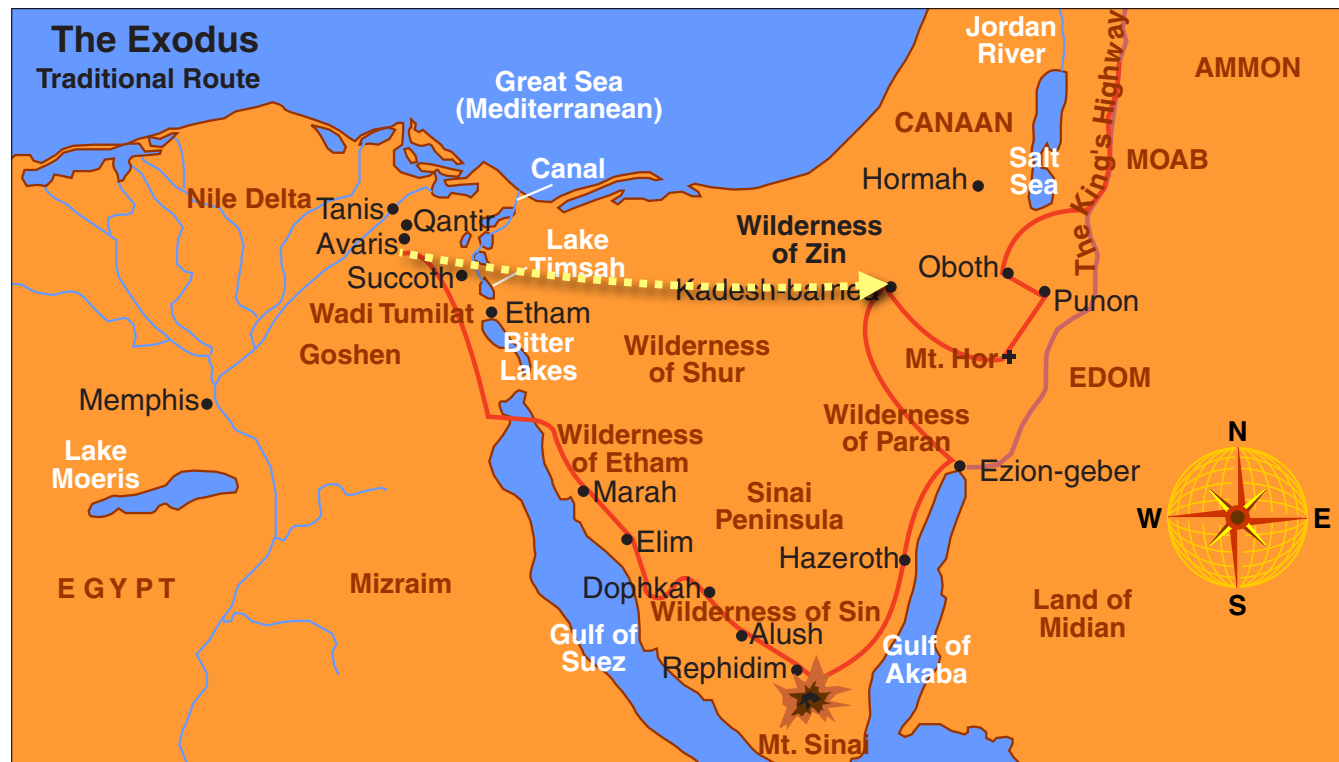 The Exodus
Traditional Route
Great Sea
(Mediterranean)
Jordan
River
The King's Highway
AMMON
CANAAN
Salt
Sea
MOAB
Hormah
Canal
Nile Delta
Tanis
Qantir
Avaris
Succoth
Lake
Timsah
Wilderness
of Zin
Kadesh-barnea
Oboth
Punon
Wadi Tumilat
Etham
Goshen
Bitter
Lakes
Wilderness
of Shur
Mt. Hor
EDOM
Memphis
Lake
Moeris
Wilderness
of Etham
Wilderness
of Paran
Ezion-geber
Marah
Sinai
Peninsula
Elim
Hazeroth
EGYPT
Mizraim
Dophkah
Wilderness of Sin
Alush
Gulf of
Suez
Rephidim
Gulf of
Akaba
Land of
Midian
Mt. Sinai
N
W
E
S